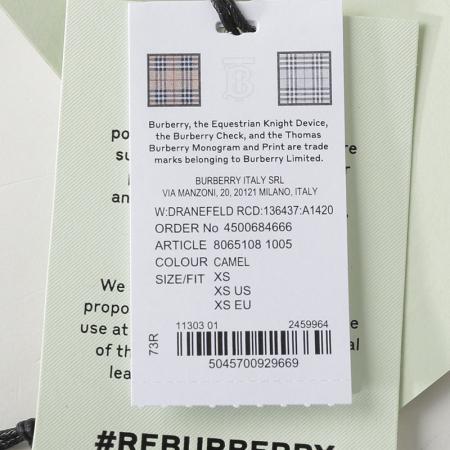 Burberry, the Equestrian Knight Device,
the Burberry Check, and the Thomas
Burberry Monogram and Print are trade
marks belonging to Burberry Limited.
BURBERRY ITALY SRL
VIA MANZONI, 20, 20121 MILANO, ITALY
W:DRANEFELD RCD:136437:A1420
ORDER No 4500684666
ARTICLE 8065108 1005
COLOUR CAMEL
SIZE/FIT XS
XS US
XS EU
11303 01 2459964
73R
5045700929669
We
use at
of th
#REBURBERRY